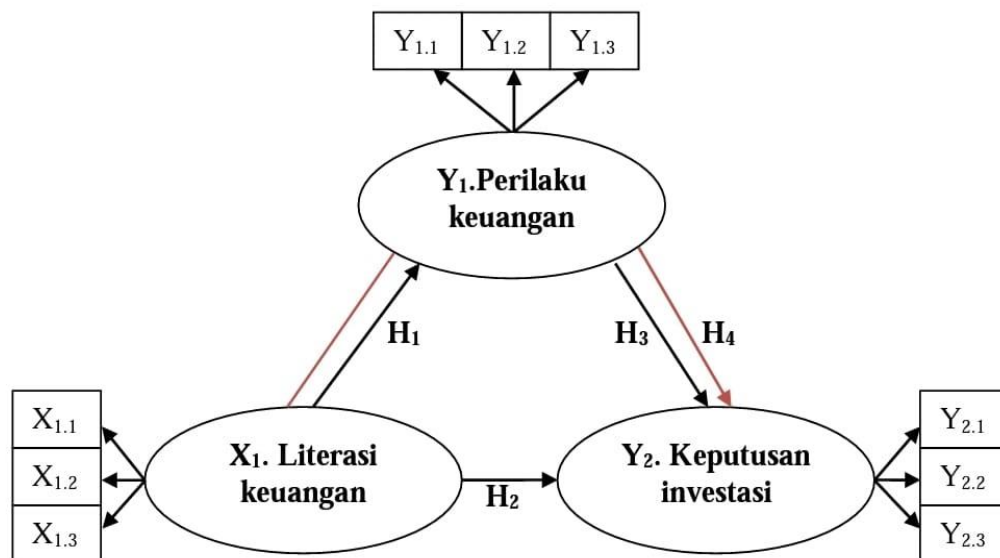 Y1.1 Y1.2 Y1.3
Y1.Perilaku
keuangan
H1
H3
H4
X1.1
X1.2
X1.3
X1. Literasi
keuangan
H2
Y2. Keputusan
investasi
Y2.1
Y2.2
Y2.3